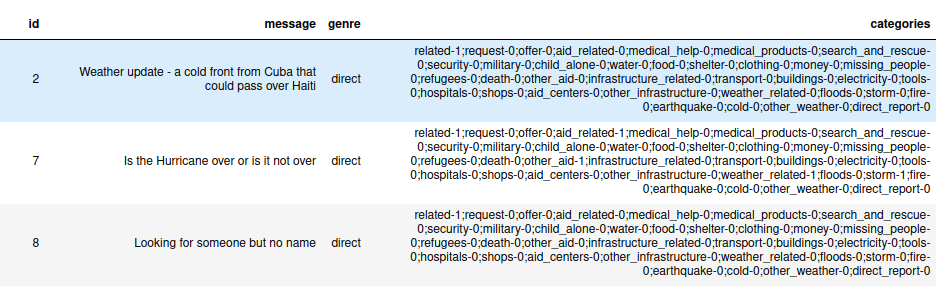 id message genre categories
related-1;request-0;offer-0;aid_related-0;medical_help-0;medical_products-0;search_and_rescue-
0;security-0;military-0;child_alone-0;water-0;food-0;shelter-0;clothing-0;money-0;missing_people-
2 Weather update - a cold front from Cuba that could pass over Haiti direct 0;refugees-0;death-0;other_aid-0;infrastructure_related-0;transport-0;buildings-0;electricity-0;tools-
0;hospitals-0;shops-0;aid_centers-0;other_infrastructure-0;weather_related-0;floods-0;storm-0;fire-
0;earthquake-0;cold-0;other_weather-0;direct_report-0
related-1;request-0;offer-0;aid_related-1;medical_help-0;medical_products-0;search_and_rescue-
0;security-0;military-0;child_alone-0;water-0;food-0;shelter-0;clothing-0;money-0;missing_people-
7 Is the Hurricane over or is it not over direct 0;refugees-0;death-0;other_aid-1;infrastructure_related-0;transport-0;buildings-0;electricity-0;tools-
0;hospitals-0;shops-0;aid_centers-0;other_infrastructure-0;weather_related-1;floods-0;storm-1;fire-
0;earthquake-0;cold-0;other_weather-0;direct_report-0
related-1;request-0;offer-0;aid_related-0;medical_help-0;medical_products-0;search_and_rescue-
0;security-0;military-0;child_alone-0;water-0;food-0;shelter-0;clothing-0;money-0;missing_people-
8 Looking for someone but no name direct 0;refugees-0;death-0;other_aid-0;infrastructure_related-0;transport-0;buildings-0;electricity-0;tools-
0;hospitals-0;shops-0;aid_centers-0;other_infrastructure-0;weather_related-0;floods-0;storm-0;fire-
0;earthquake-0;cold-0;other_weather-0;direct_report-0